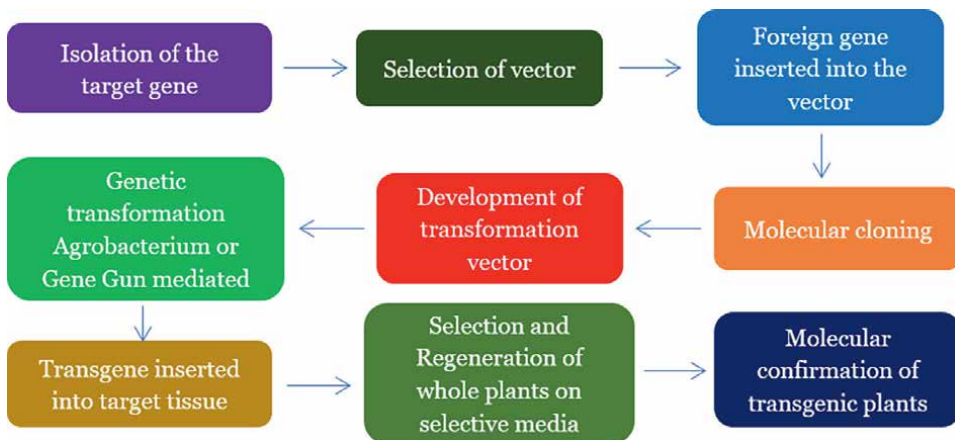 Isolation of the
target gene
Selection of vector
Foreign gene
inserted into the
vector
Molecular cloning
Development of
transformation
vector
Genetic
transformation
Agrobacterium or
Gene Gun mediated
Transgene inserted
into target tissue
Selection and
Regeneration of
whole plants on
selective media
Molecular
confirmation of
transgenic plants